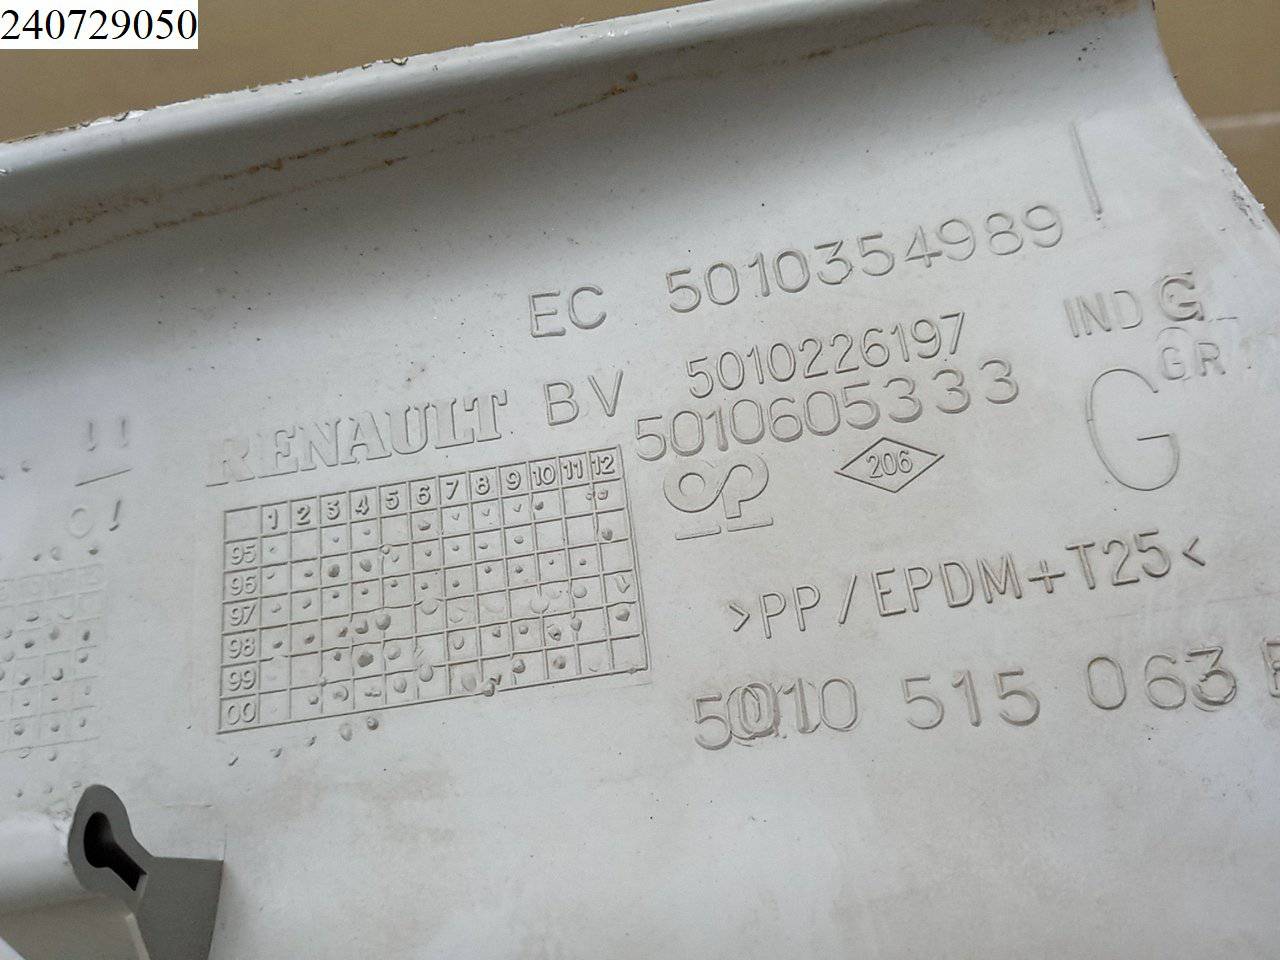 240729050
EC 5010354989
IND G
RENAULT BV 5010226197
GR
5010605333
G
206
1 2 3 4 5 6 7 8 9 10 11 12
95
96
97
98
99
00
>PP/EPDM+T25<
5010 515 063